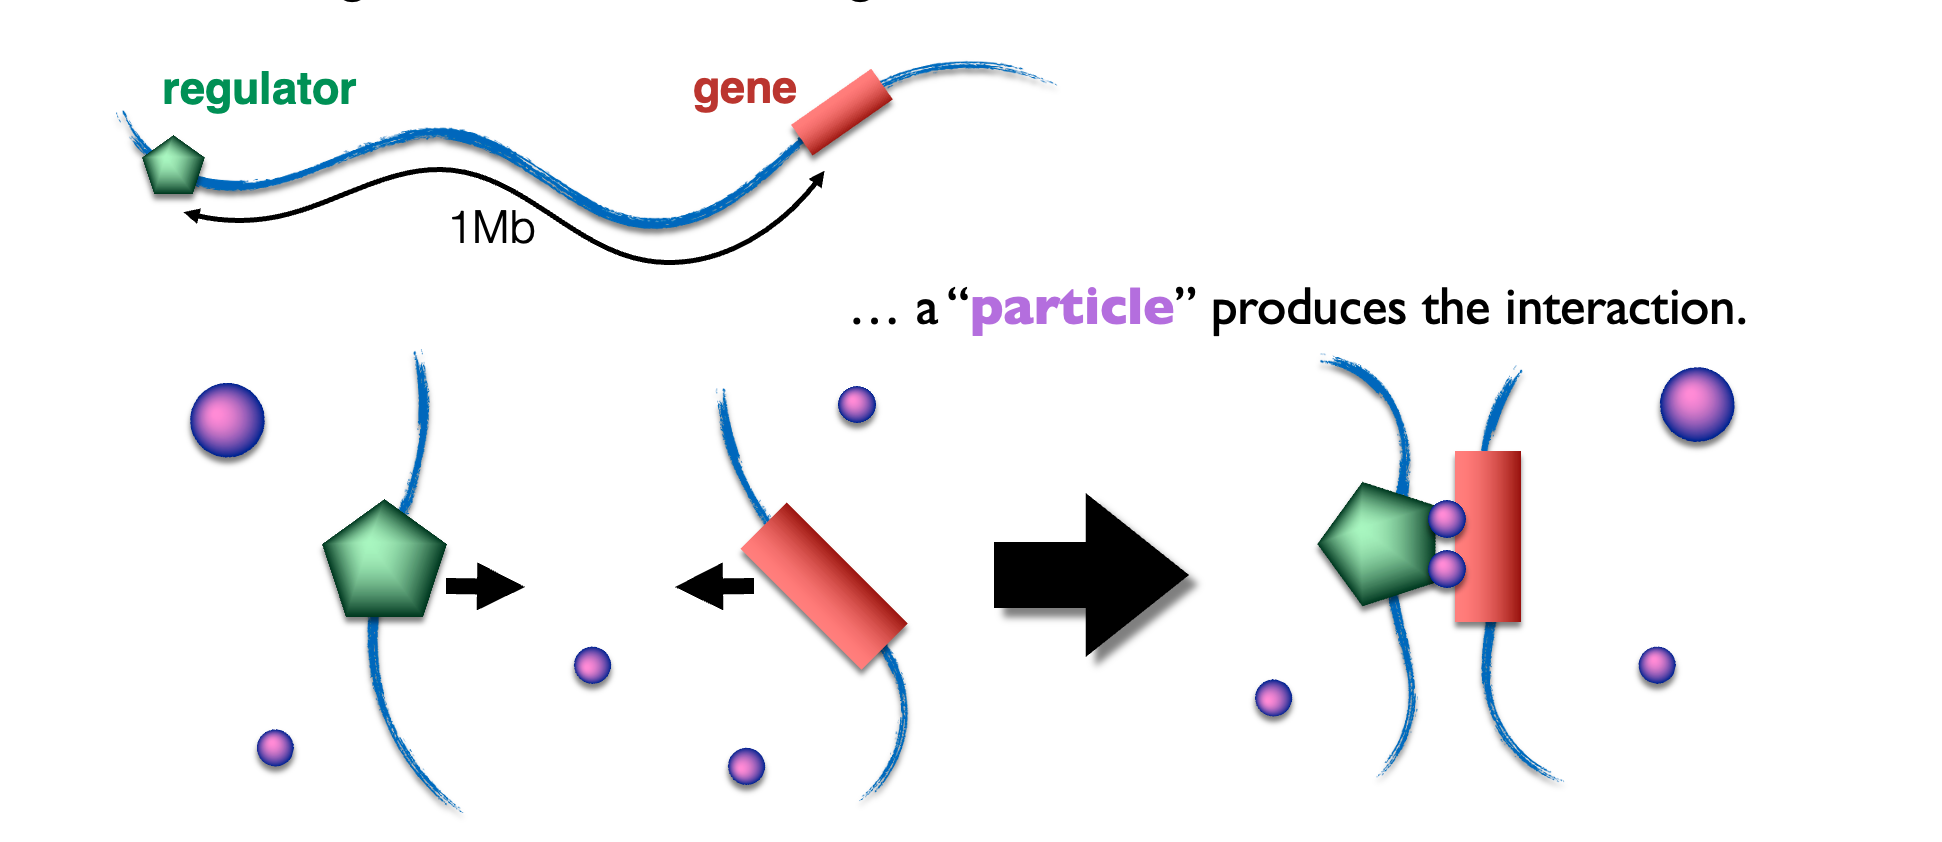 regulator
gene
1Mb
… a “particle” produces the interaction.